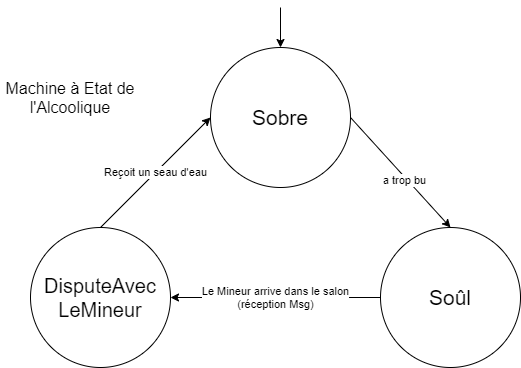 Machine à Etat de
l'Alcoolique
Sobre
Reçoit un seau d'eau
a trop bu
DisputeAvec
LeMineur
Le Mineur arrive dans le salon
(réception Msg)
Soûl